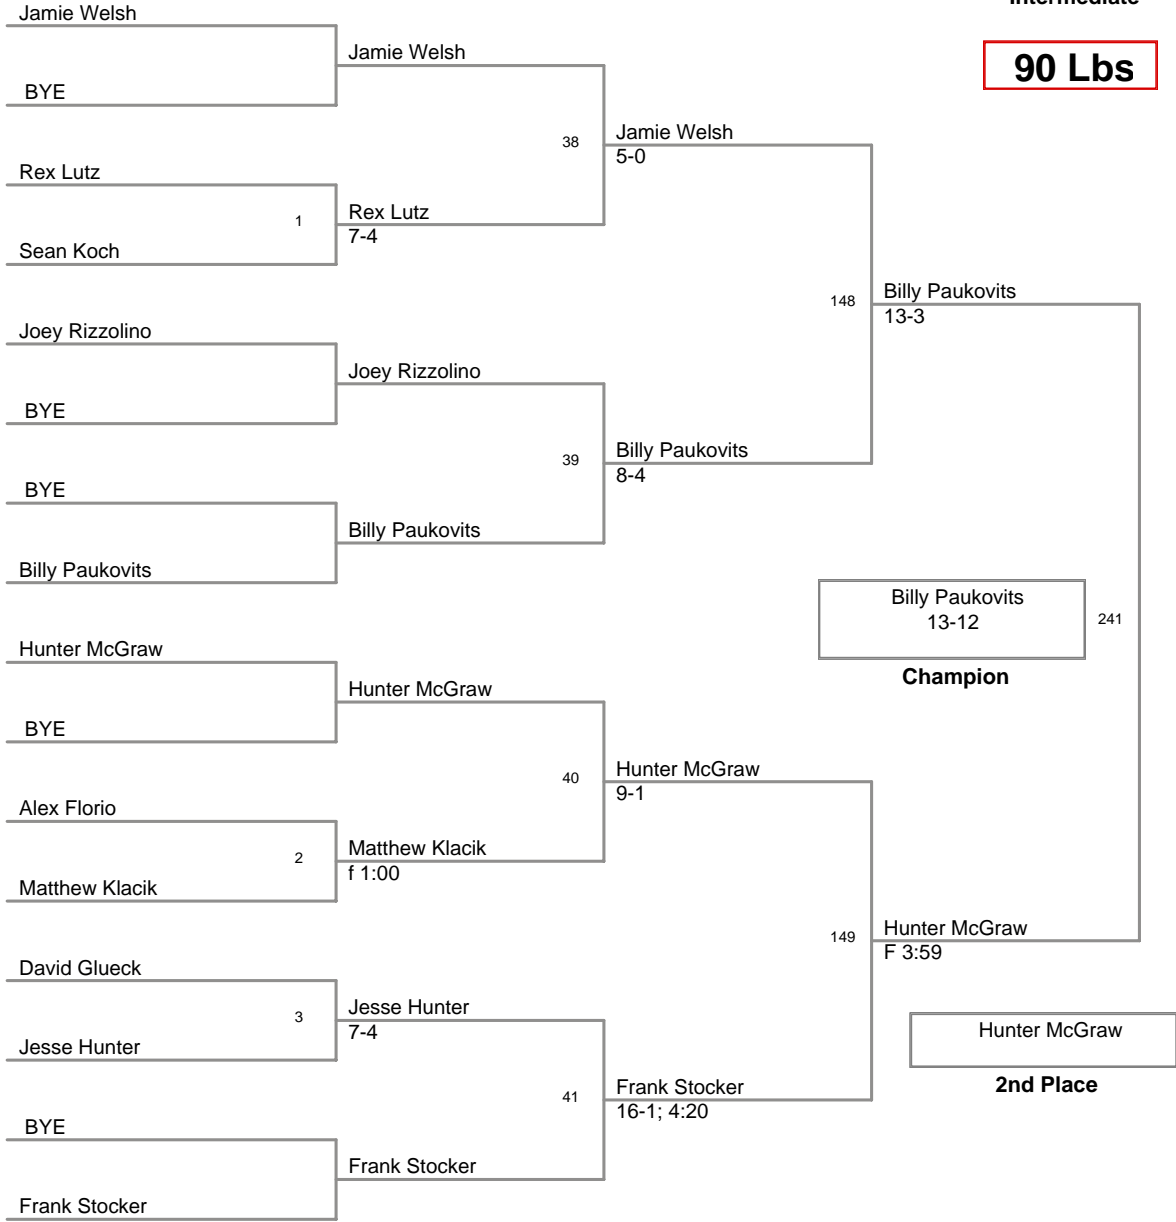 Jamie Welsh
Intermediate
Jamie Welsh
90 Lbs
BYE
38
Jamie Welsh
5-0
Rex Lutz
1
Rex Lutz
7-4
Sean Koch
148
Billy Paukovits
13-3
Joey Rizzolino
Joey Rizzolino
BYE
39
Billy Paukovits
8-4
BYE
Billy Paukovits
Billy Paukovits
Billy Paukovits
13-12
241
Champion
Hunter McGraw
Hunter McGraw
BYE
40
Hunter McGraw
9-1
Alex Florio
2
Matthew Klacik
f 1:00
Matthew Klacik
149
Hunter McGraw
F 3:59
David Glueck
3
Jesse Hunter
7-4
Jesse Hunter
Hunter McGraw
2nd Place
41
Frank Stocker
16-1; 4:20
BYE
Frank Stocker
Frank Stocker